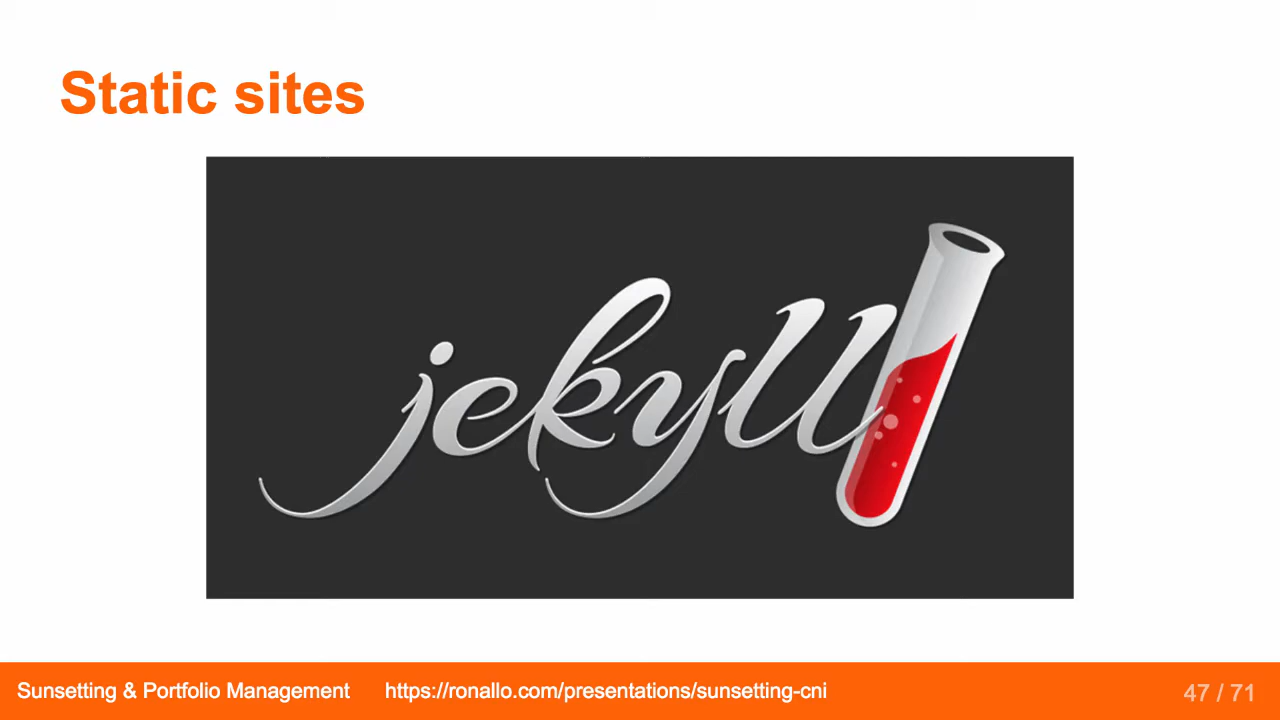 Static sites
jekyll
Sunsetting & Portfolio Management https://ronallo.com/presentations/sunsetting-cni 47 / 71